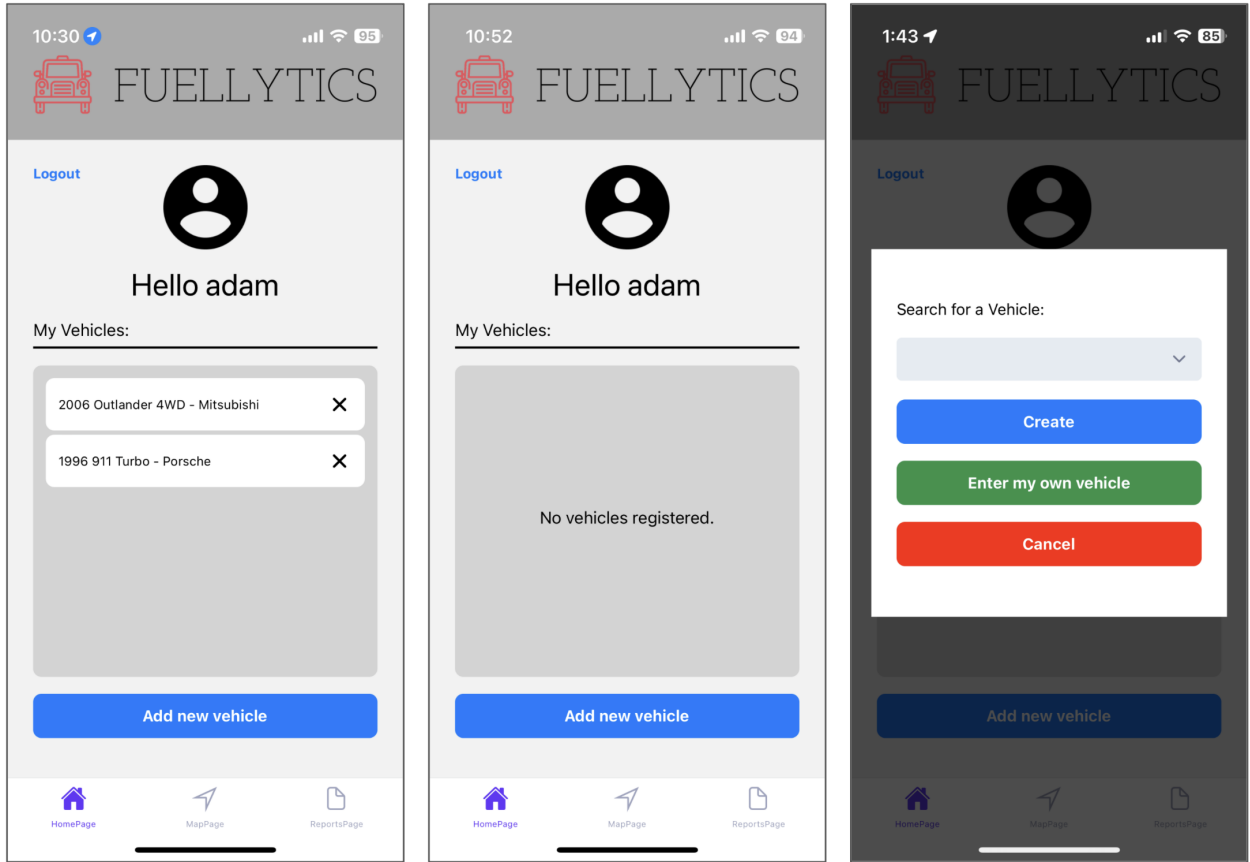 10:30
95
FUELLYTICS
Logout
Hello adam
My Vehicles:
2006 Outlander 4WD - Mitsubishi
1996 911 Turbo - Porsche
Add new vehicle
HomePage
MapPage
ReportsPage
10:52
94
FUELLYTICS
Logout
Hello adam
My Vehicles:
No vehicles registered.
Add new vehicle
HomePage
MapPage
ReportsPage
1:43
85
FUELLYTICS
Logout
Search for a Vehicle:
Create
Enter my own vehicle
Cancel
Add new vehicle
HomePage
MapPage
ReportsPage